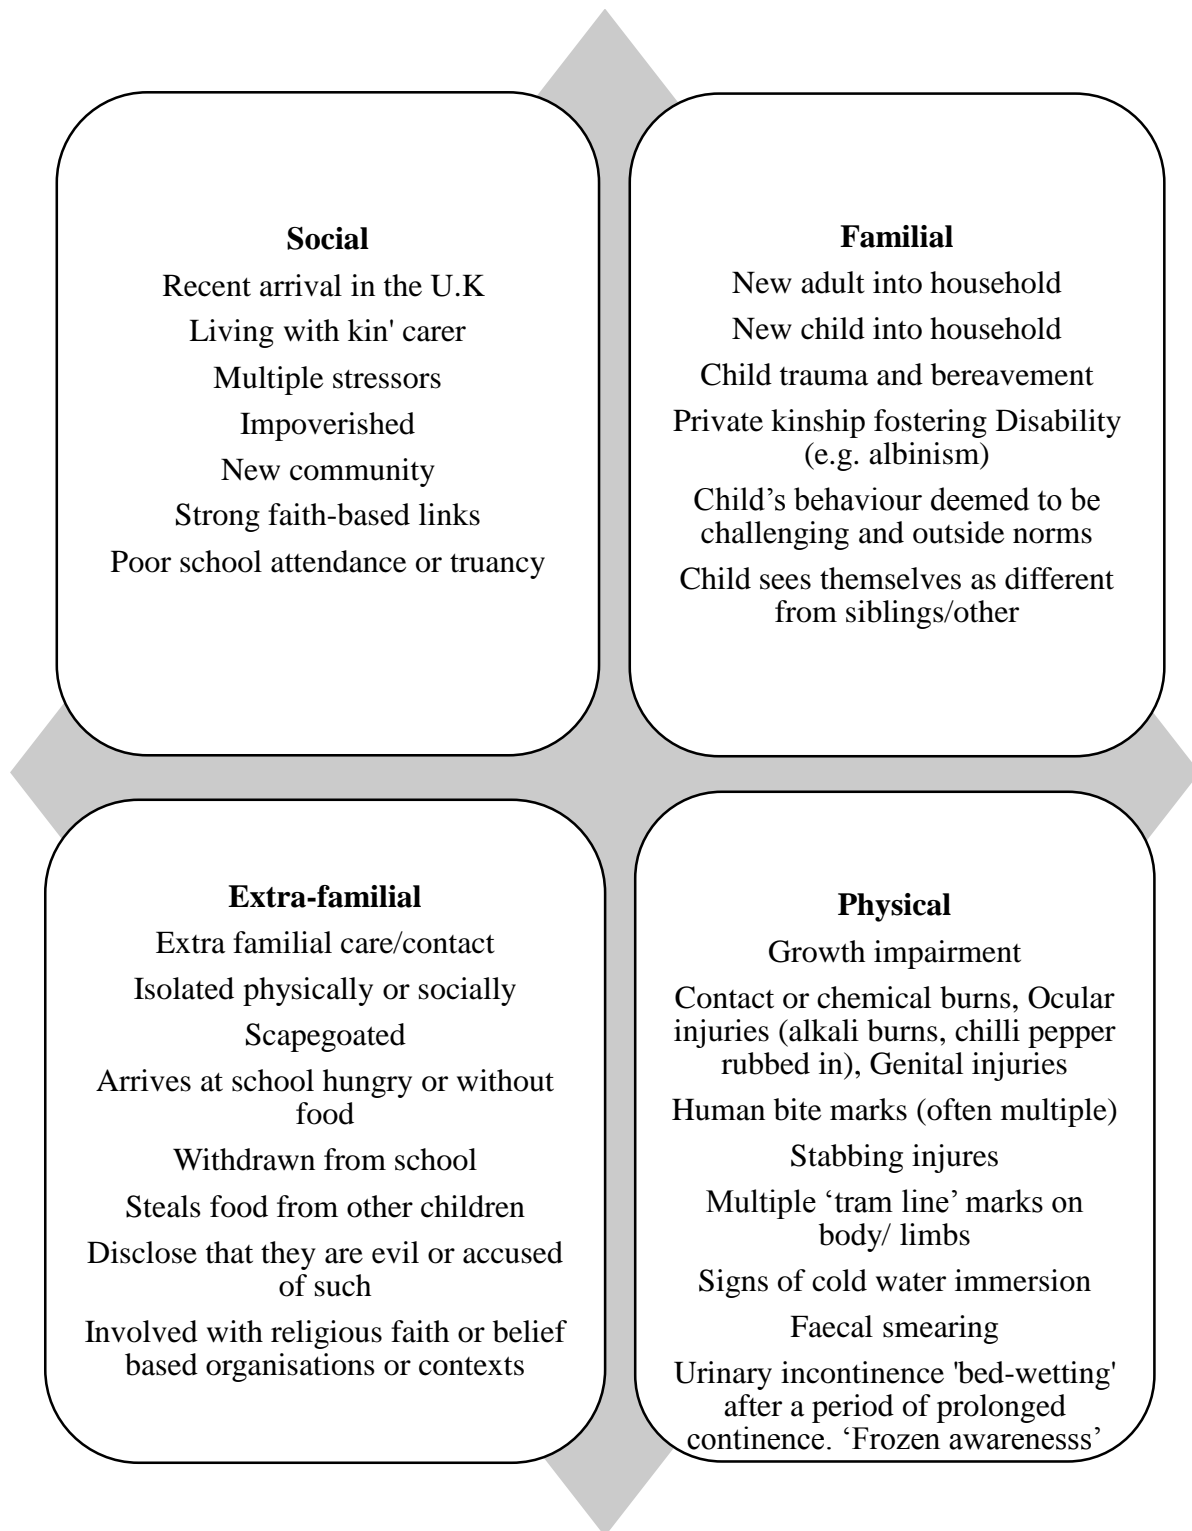 Social
Recent arrival in the U.K
Living with kin' carer
Multiple stressors
Impoverished
New community
Strong faith-based links
Poor school attendance or truancy
Familial
New adult into household
New child into household
Child trauma and bereavement
Private kinship fostering Disability
(e.g. albinism)
Child’s behaviour deemed to be
challenging and outside norms
Child sees themselves as different
from siblings/other
Extra-familial
Extra familial care/contact
Isolated physically or socially
Scapegoated
Arrives at school hungry or without
food
Withdrawn from school
Steals food from other children
Disclose that they are evil or accused
of such
Involved with religious faith or belief
based organisations or contexts
Physical
Growth impairment
Contact or chemical burns, Ocular
injuries (alkali burns, chilli pepper
rubbed in), Genital injuries
Human bite marks (often multiple)
Stabbing injures
Multiple ‘tram line’ marks on
body/ limbs
Signs of cold water immersion
Faecal smearing
Urinary incontinence 'bed-wetting'
after a period of prolonged
continence. ‘Frozen awarenesss’